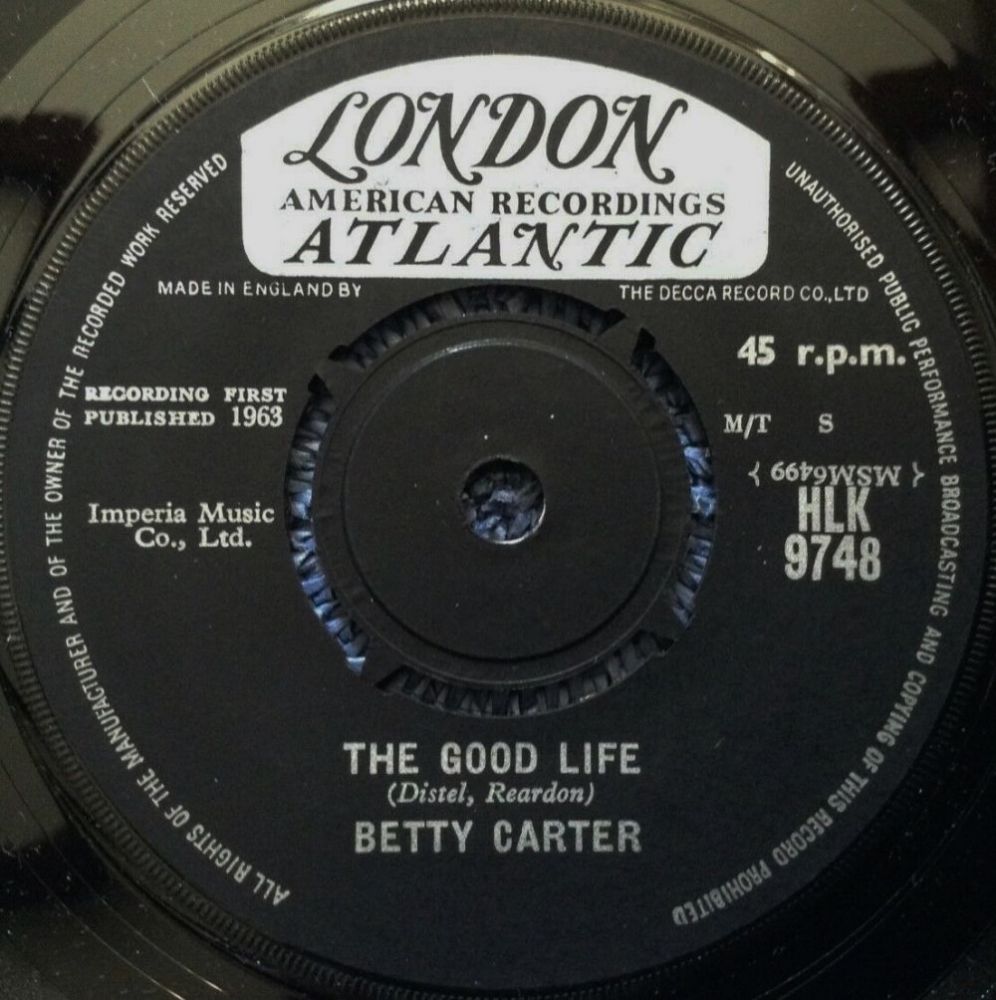 LONDON
AMERICAN RECORDINGS
ATLANTIC
MADE IN ENGLAND BY THE DECCA RECORD CO.,LTD
45 r.p.m.
RECORDING FIRST
PUBLISHED 1963
M/T S
{ MSM6499 }
HLK
9748
Imperia Music
Co., Ltd.
THE GOOD LIFE
(Distel, Reardon)
BETTY CARTER
ALL RIGHTS OF THE MANUFACTURER AND OF THE OWNER OF THE RECORDED WORK RESERVED
UNAUTHORISED PUBLIC PERFORMANCE BROADCASTING AND COPYING OF THIS RECORD PROHIBITED